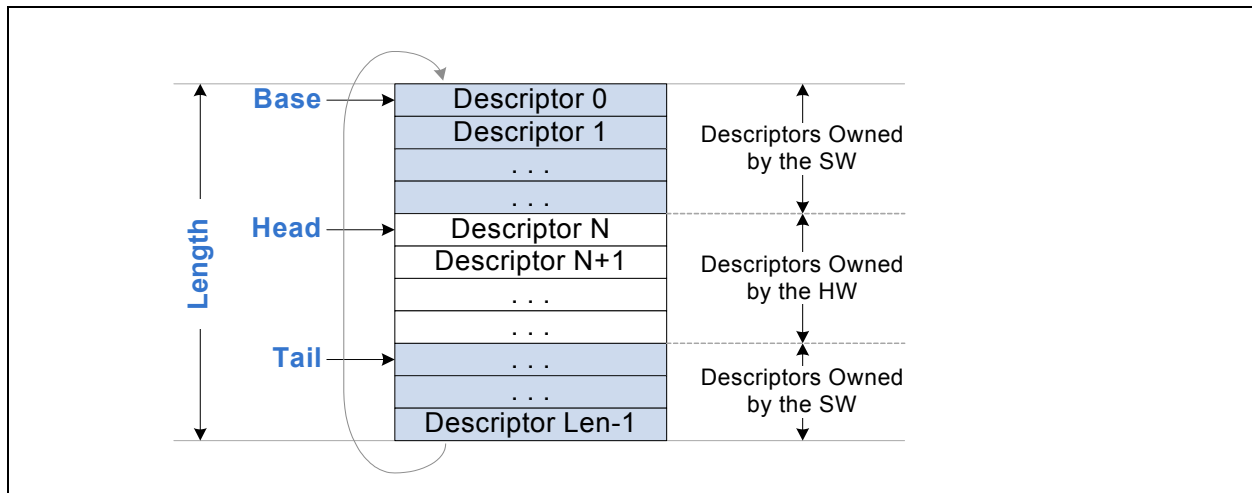 Base
Descriptor 0
Descriptor 1
. . .
. . .
Descriptors Owned
by the SW
Length
Head
Descriptor N
Descriptor N+1
. . .
. . .
Descriptors Owned
by the HW
Tail
. . .
. . .
Descriptor Len-1
Descriptors Owned
by the SW